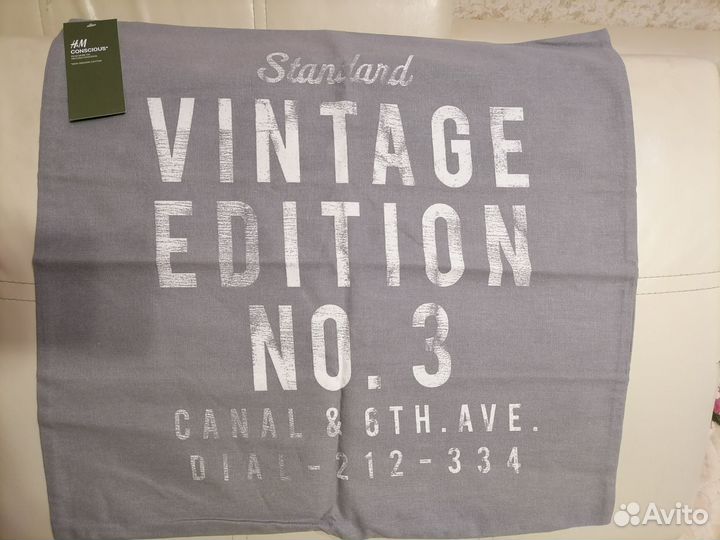 H&M
CONSCIOUS*
Standard
VINTAGE
EDITION
NO. 3
CANAL & 6TH. AVE.
DIAL-212-334
Avito